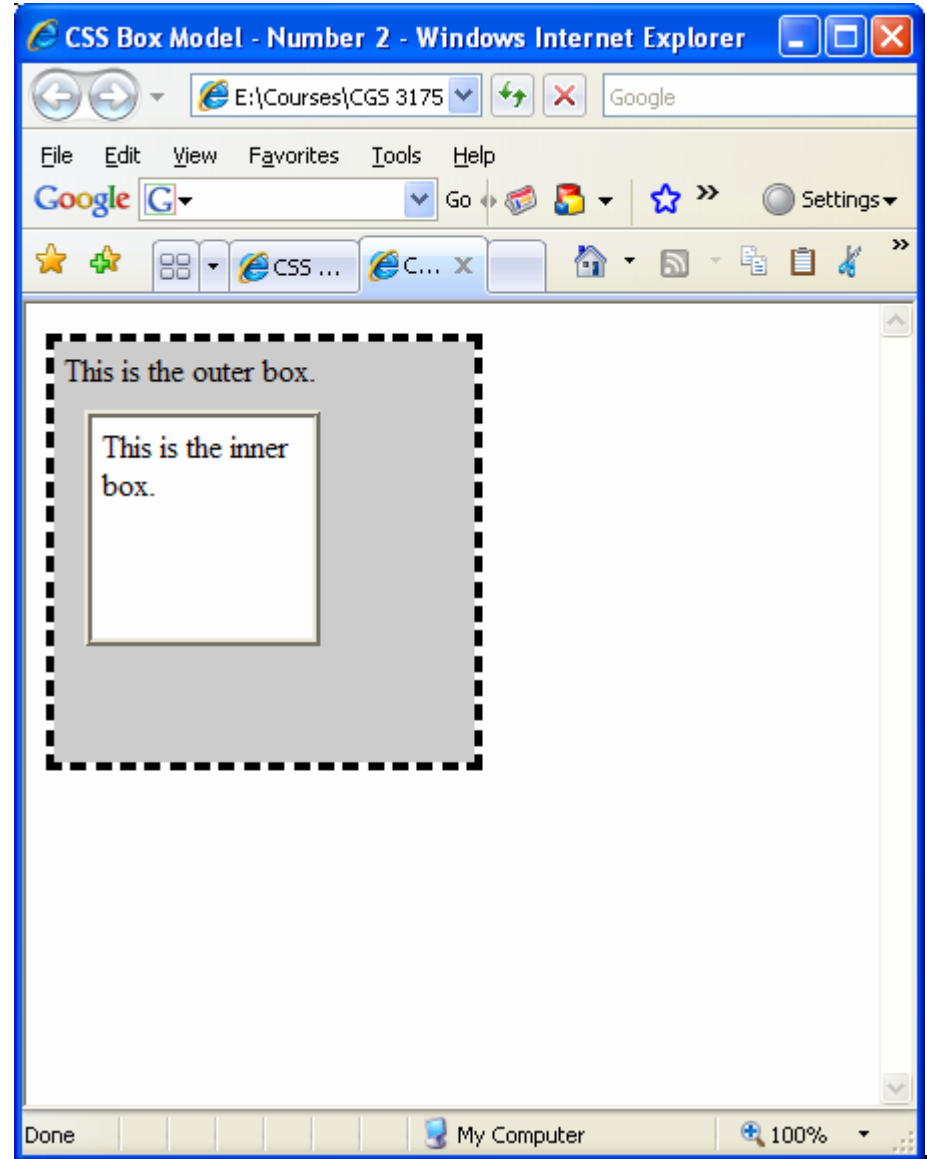 CSS Box Model - Number 2 - Windows Internet Explorer
E:\Courses\CGS 3175
Google
File Edit View Favorites Tools Help
Google G Go » Settings
CSS ... C... »
This is the outer box.
This is the inner
box.
Done My Computer 100%